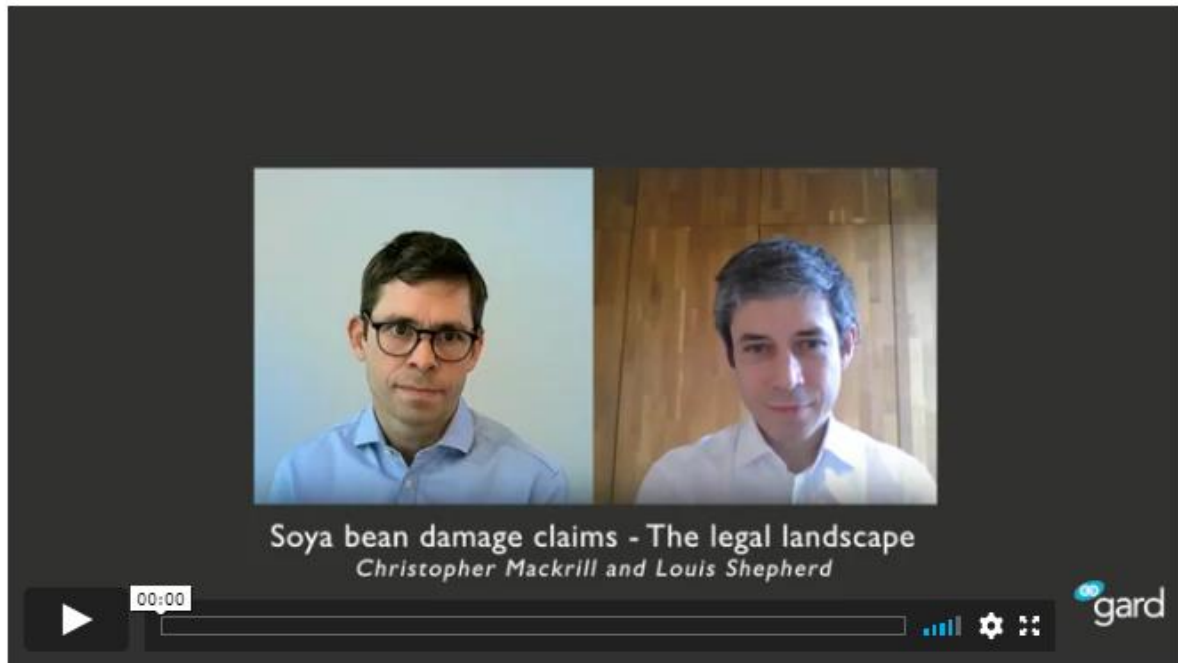 Soya bean damage claims - The legal landscape
Christopher Mackrill and Louis Shepherd
00:00
gard